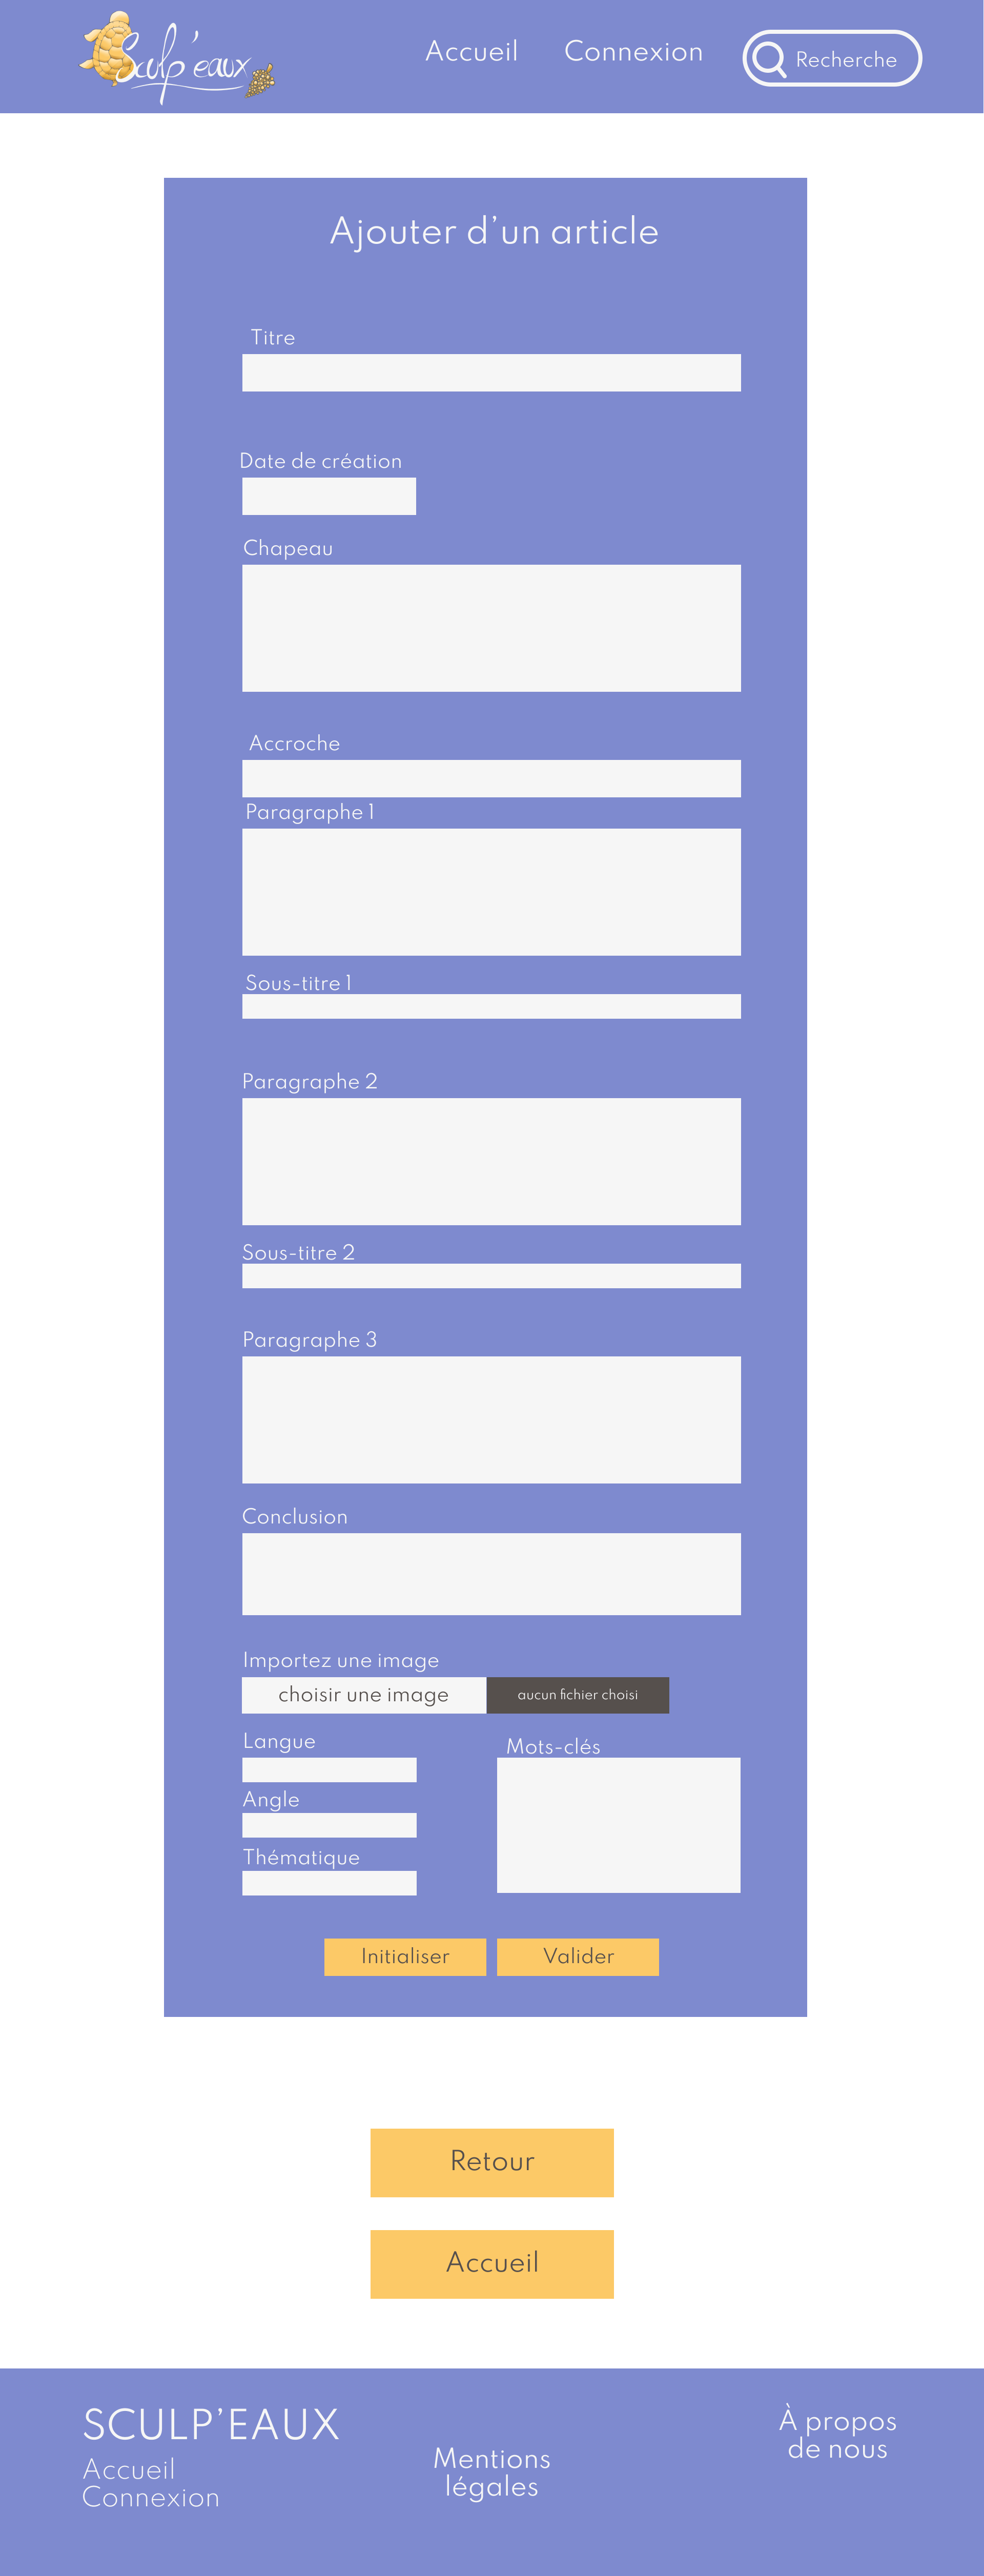 Sculp'eaux
Accueil
Connexion
Recherche
Ajouter d’un article
Titre
Date de création
Chapeau
Accroche
Paragraphe 1
Sous-titre 1
Paragraphe 2
Sous-titre 2
Paragraphe 3
Conclusion
Importez une image
choisir une image
aucun fichier choisi
Langue
Angle
Thématique
Mots-clés
Initialiser
Valider
Retour
Accueil
SCULP’EAUX
Accueil
Connexion
Mentions
légales
À propos
de nous